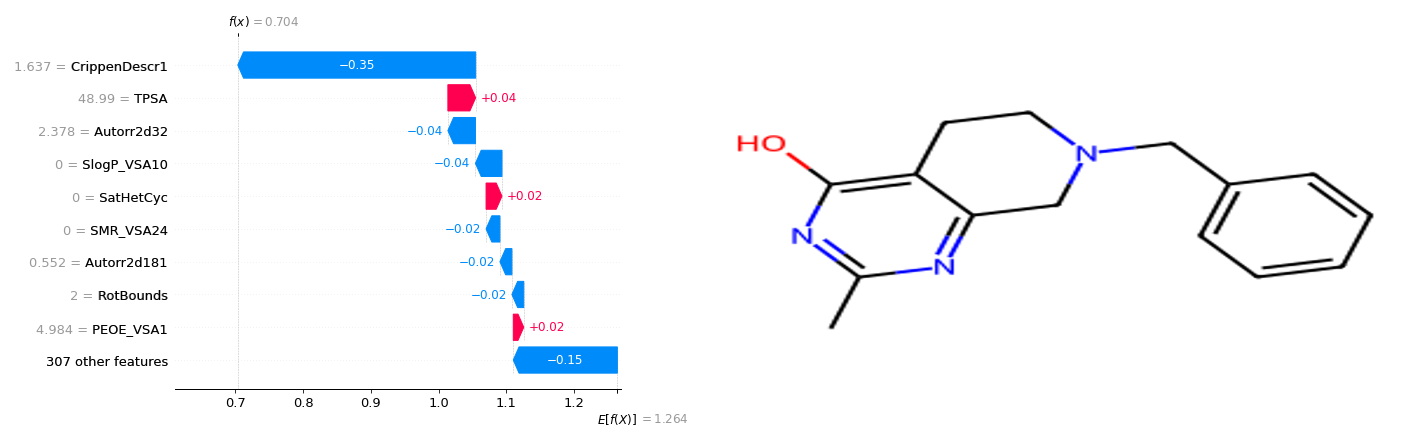 f(x) = 0.704
1.637 = CrippenDescr1
−0.35
48.99 = TPSA
+0.04
2.378 = Autorr2d32
−0.04
0 = SlogP_VSA10
−0.04
0 = SatHetCyc
+0.02
0 = SMR_VSA24
−0.02
0.552 = Autorr2d181
−0.02
2 = RotBounds
−0.02
4.984 = PEOE_VSA1
+0.02
307 other features
−0.15
0.7 0.8 0.9 1.0 1.1 1.2
E[f(X)] = 1.264
HO
N
N
N